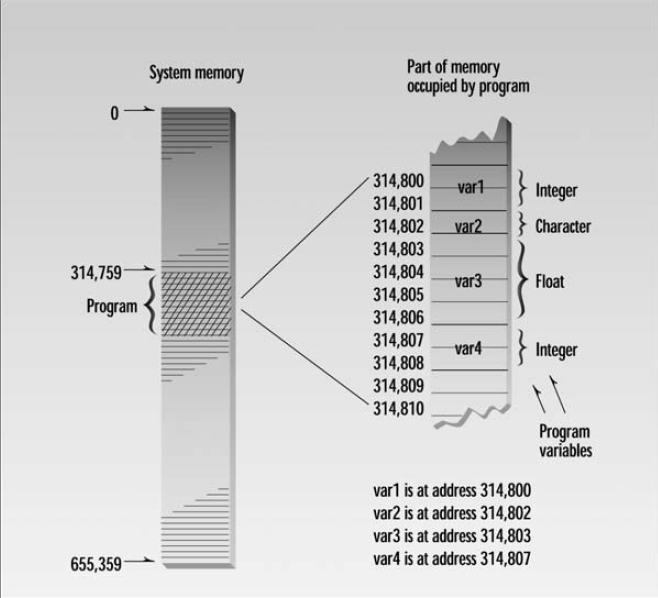 System memory
0
314,759
Program
655,359
Part of memory
occupied by program
314,800
314,801
314,802
314,803
314,804
314,805
314,806
314,807
314,808
314,809
314,810
var1
var2
var3
var4
Integer
Character
Float
Integer
Program
variables
var1 is at address 314,800
var2 is at address 314,802
var3 is at address 314,803
var4 is at address 314,807